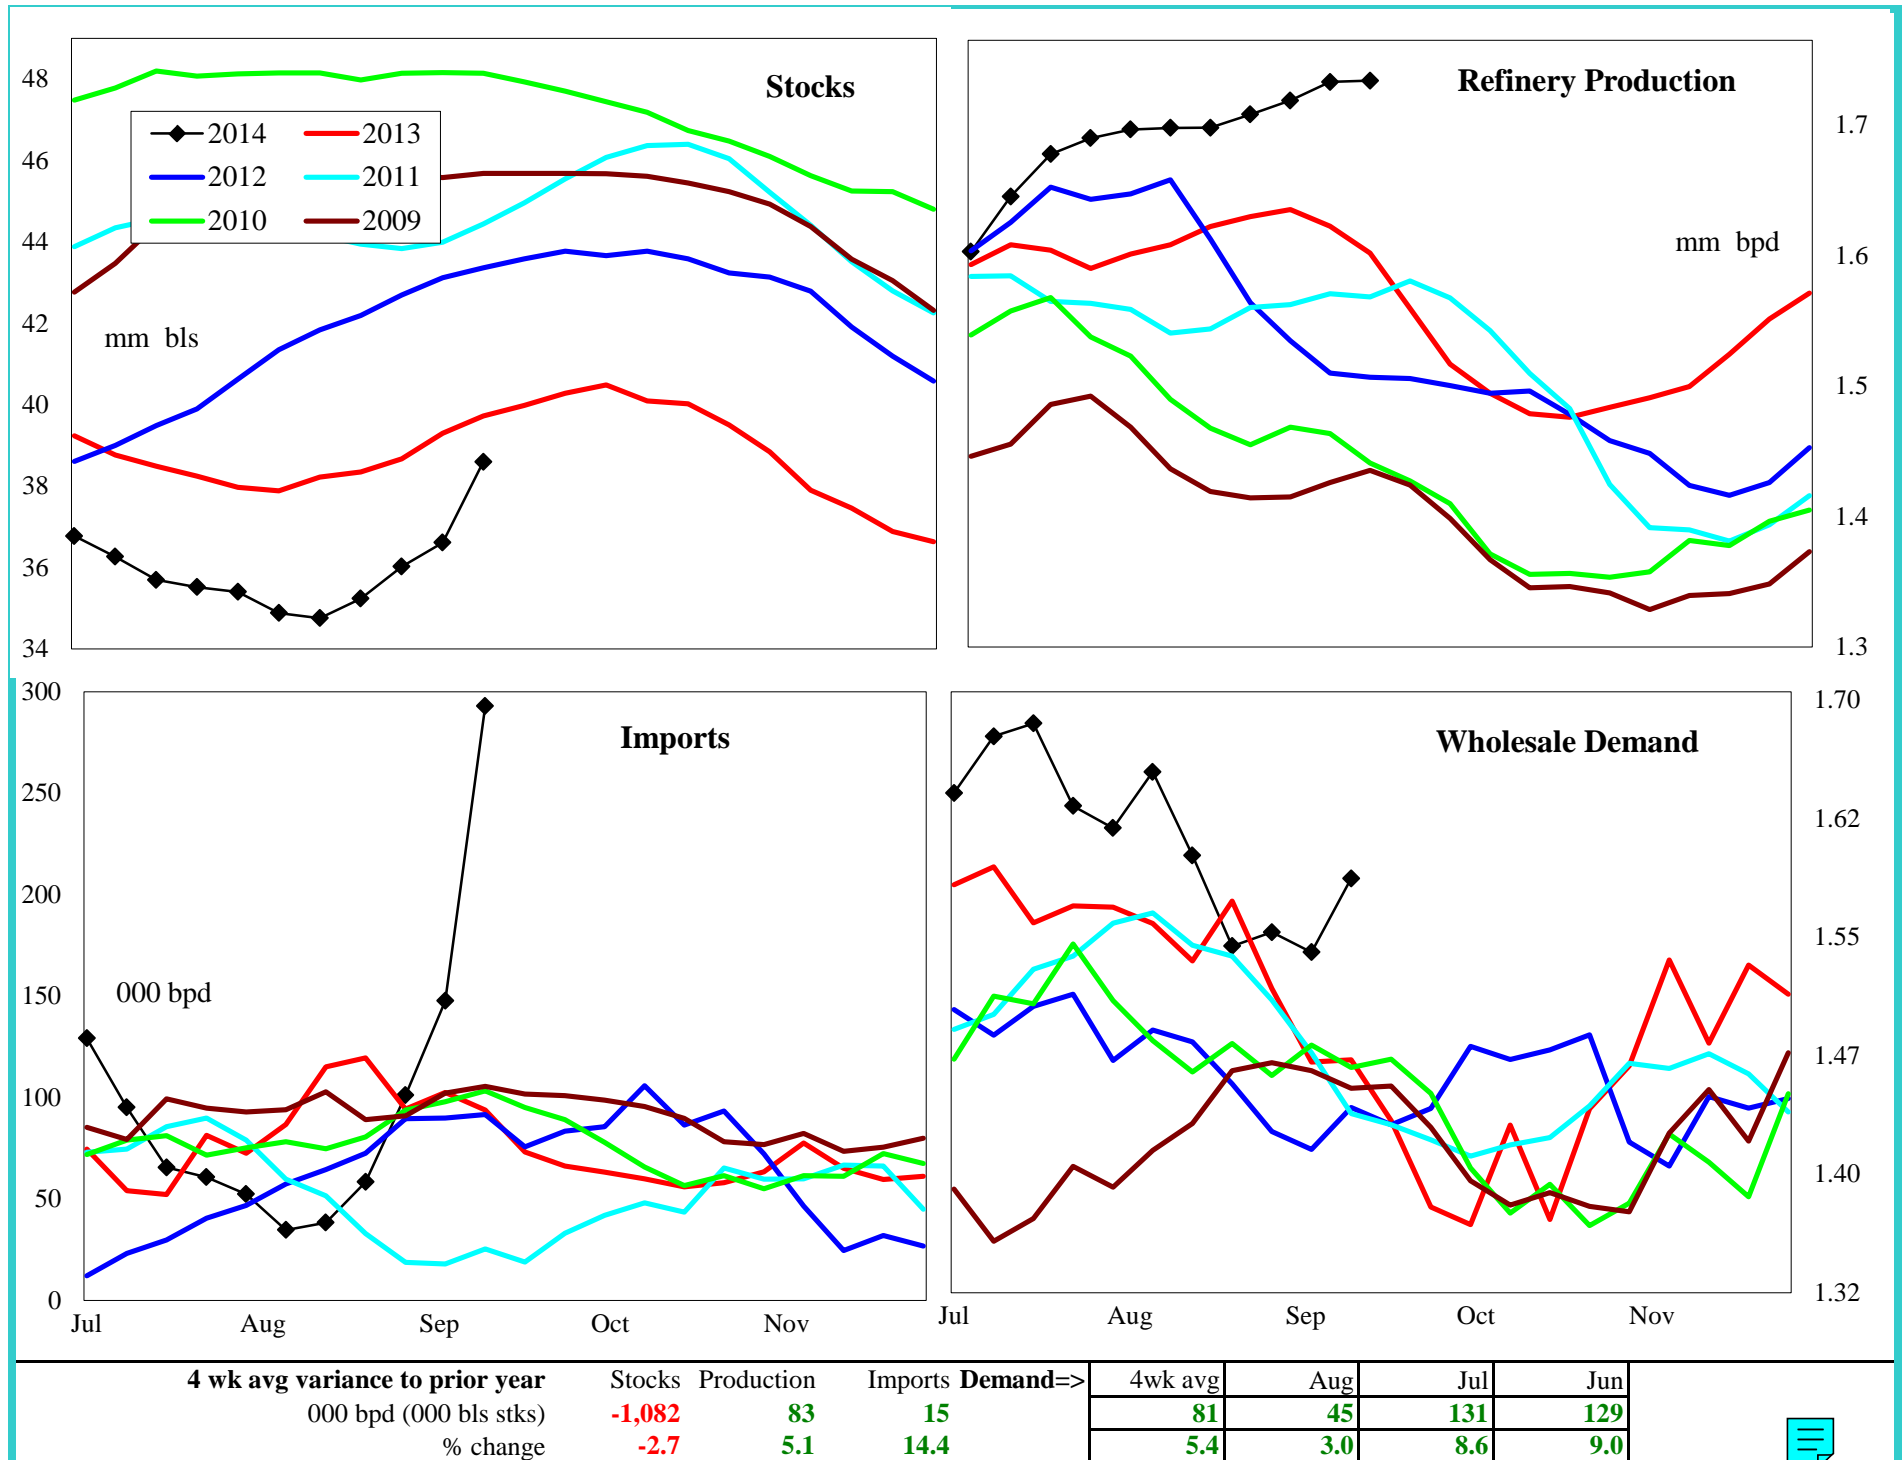 Stocks
48
46
44
42
40
38
36
34
2014 2013
2012 2011
2010 2009
mm bls
Refinery Production
mm bpd
1.7
1.6
1.5
1.4
1.3
Imports
300
250
200
150
100
50
0
000 bpd
Jul Aug Sep Oct Nov
Wholesale Demand
1.70
1.62
1.55
1.47
1.40
1.32
Jul Aug Sep Oct Nov
4 wk avg variance to prior year Stocks Production Imports Demand=> 4wk avg Aug Jul Jun
000 bpd (000 bls stks) -1,082 83 15 81 45 131 129
% change -2.7 5.1 14.4 5.4 3.0 8.6 9.0